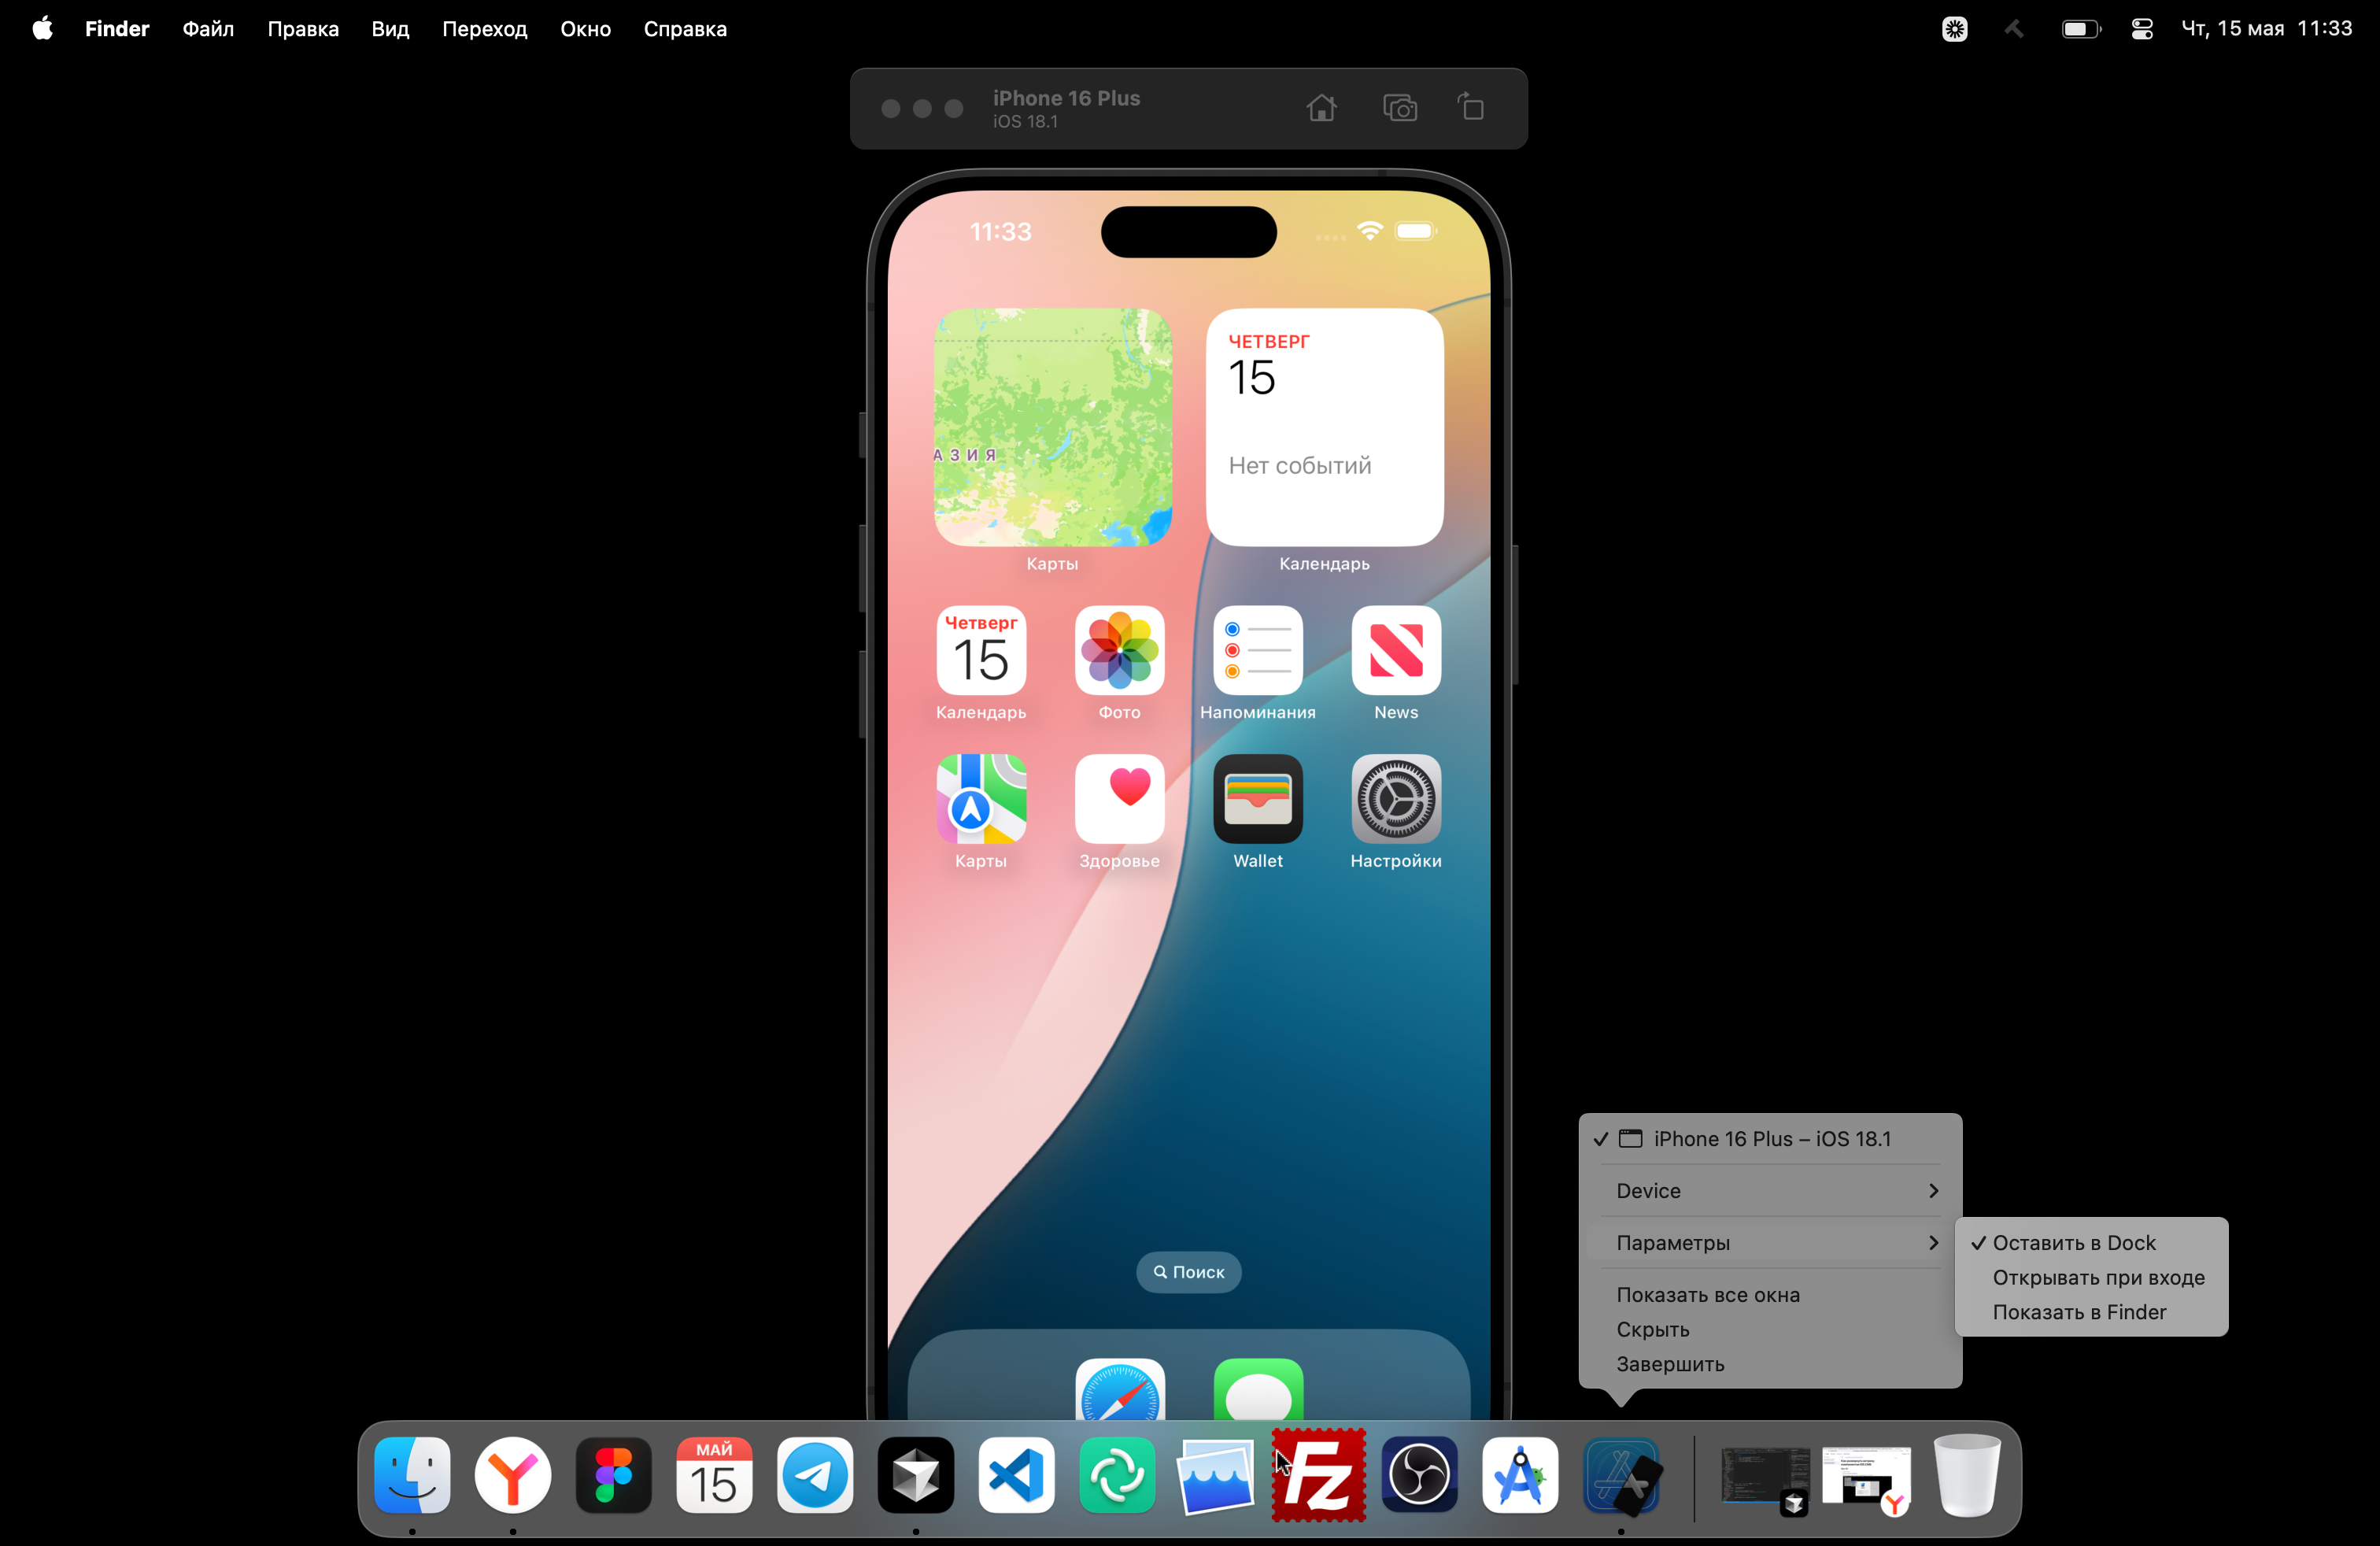 Finder Файл Правка Вид Переход Окно Справка Чт, 15 мая 11:33
iPhone 16 Plus
iOS 18.1
11:33
АЗИЯ
Карты
ЧЕТВЕРГ
15
Нет событий
Календарь
Четверг
15
Календарь Фото Напоминания News
Карты Здоровье Wallet Настройки
Поиск
iPhone 16 Plus – iOS 18.1
Device
Параметры
Показать все окна
Скрыть
Завершить
Оставить в Dock
Открывать при входе
Показать в Finder
МАЙ
15
Fz